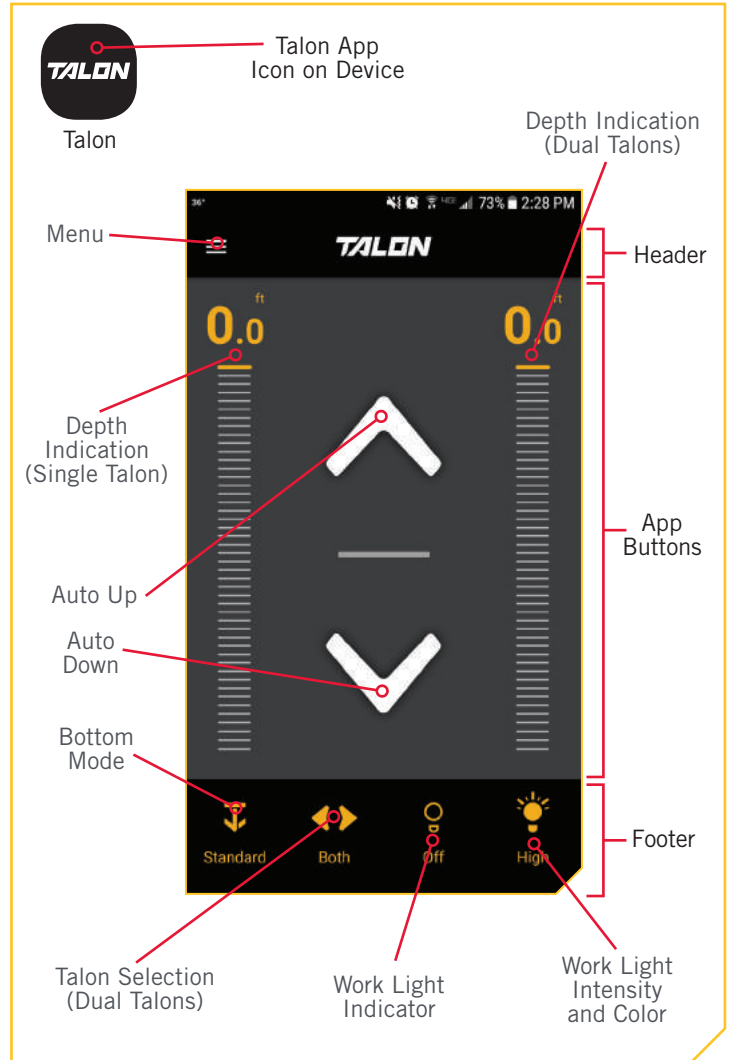 TALON
Talon App
Icon on Device
Talon
Depth Indication
(Dual Talons)
36°
4GE
73%
2:28 PM
Menu
TALON
Header
ft
0.0
ft
0.0
Depth
Indication
(Single Talon)
App
Buttons
Auto Up
Auto
Down
Bottom
Mode
Standard
Both
Off
High
Footer
Talon Selection
(Dual Talons)
Work Light
Indicator
Work Light
Intensity
and Color